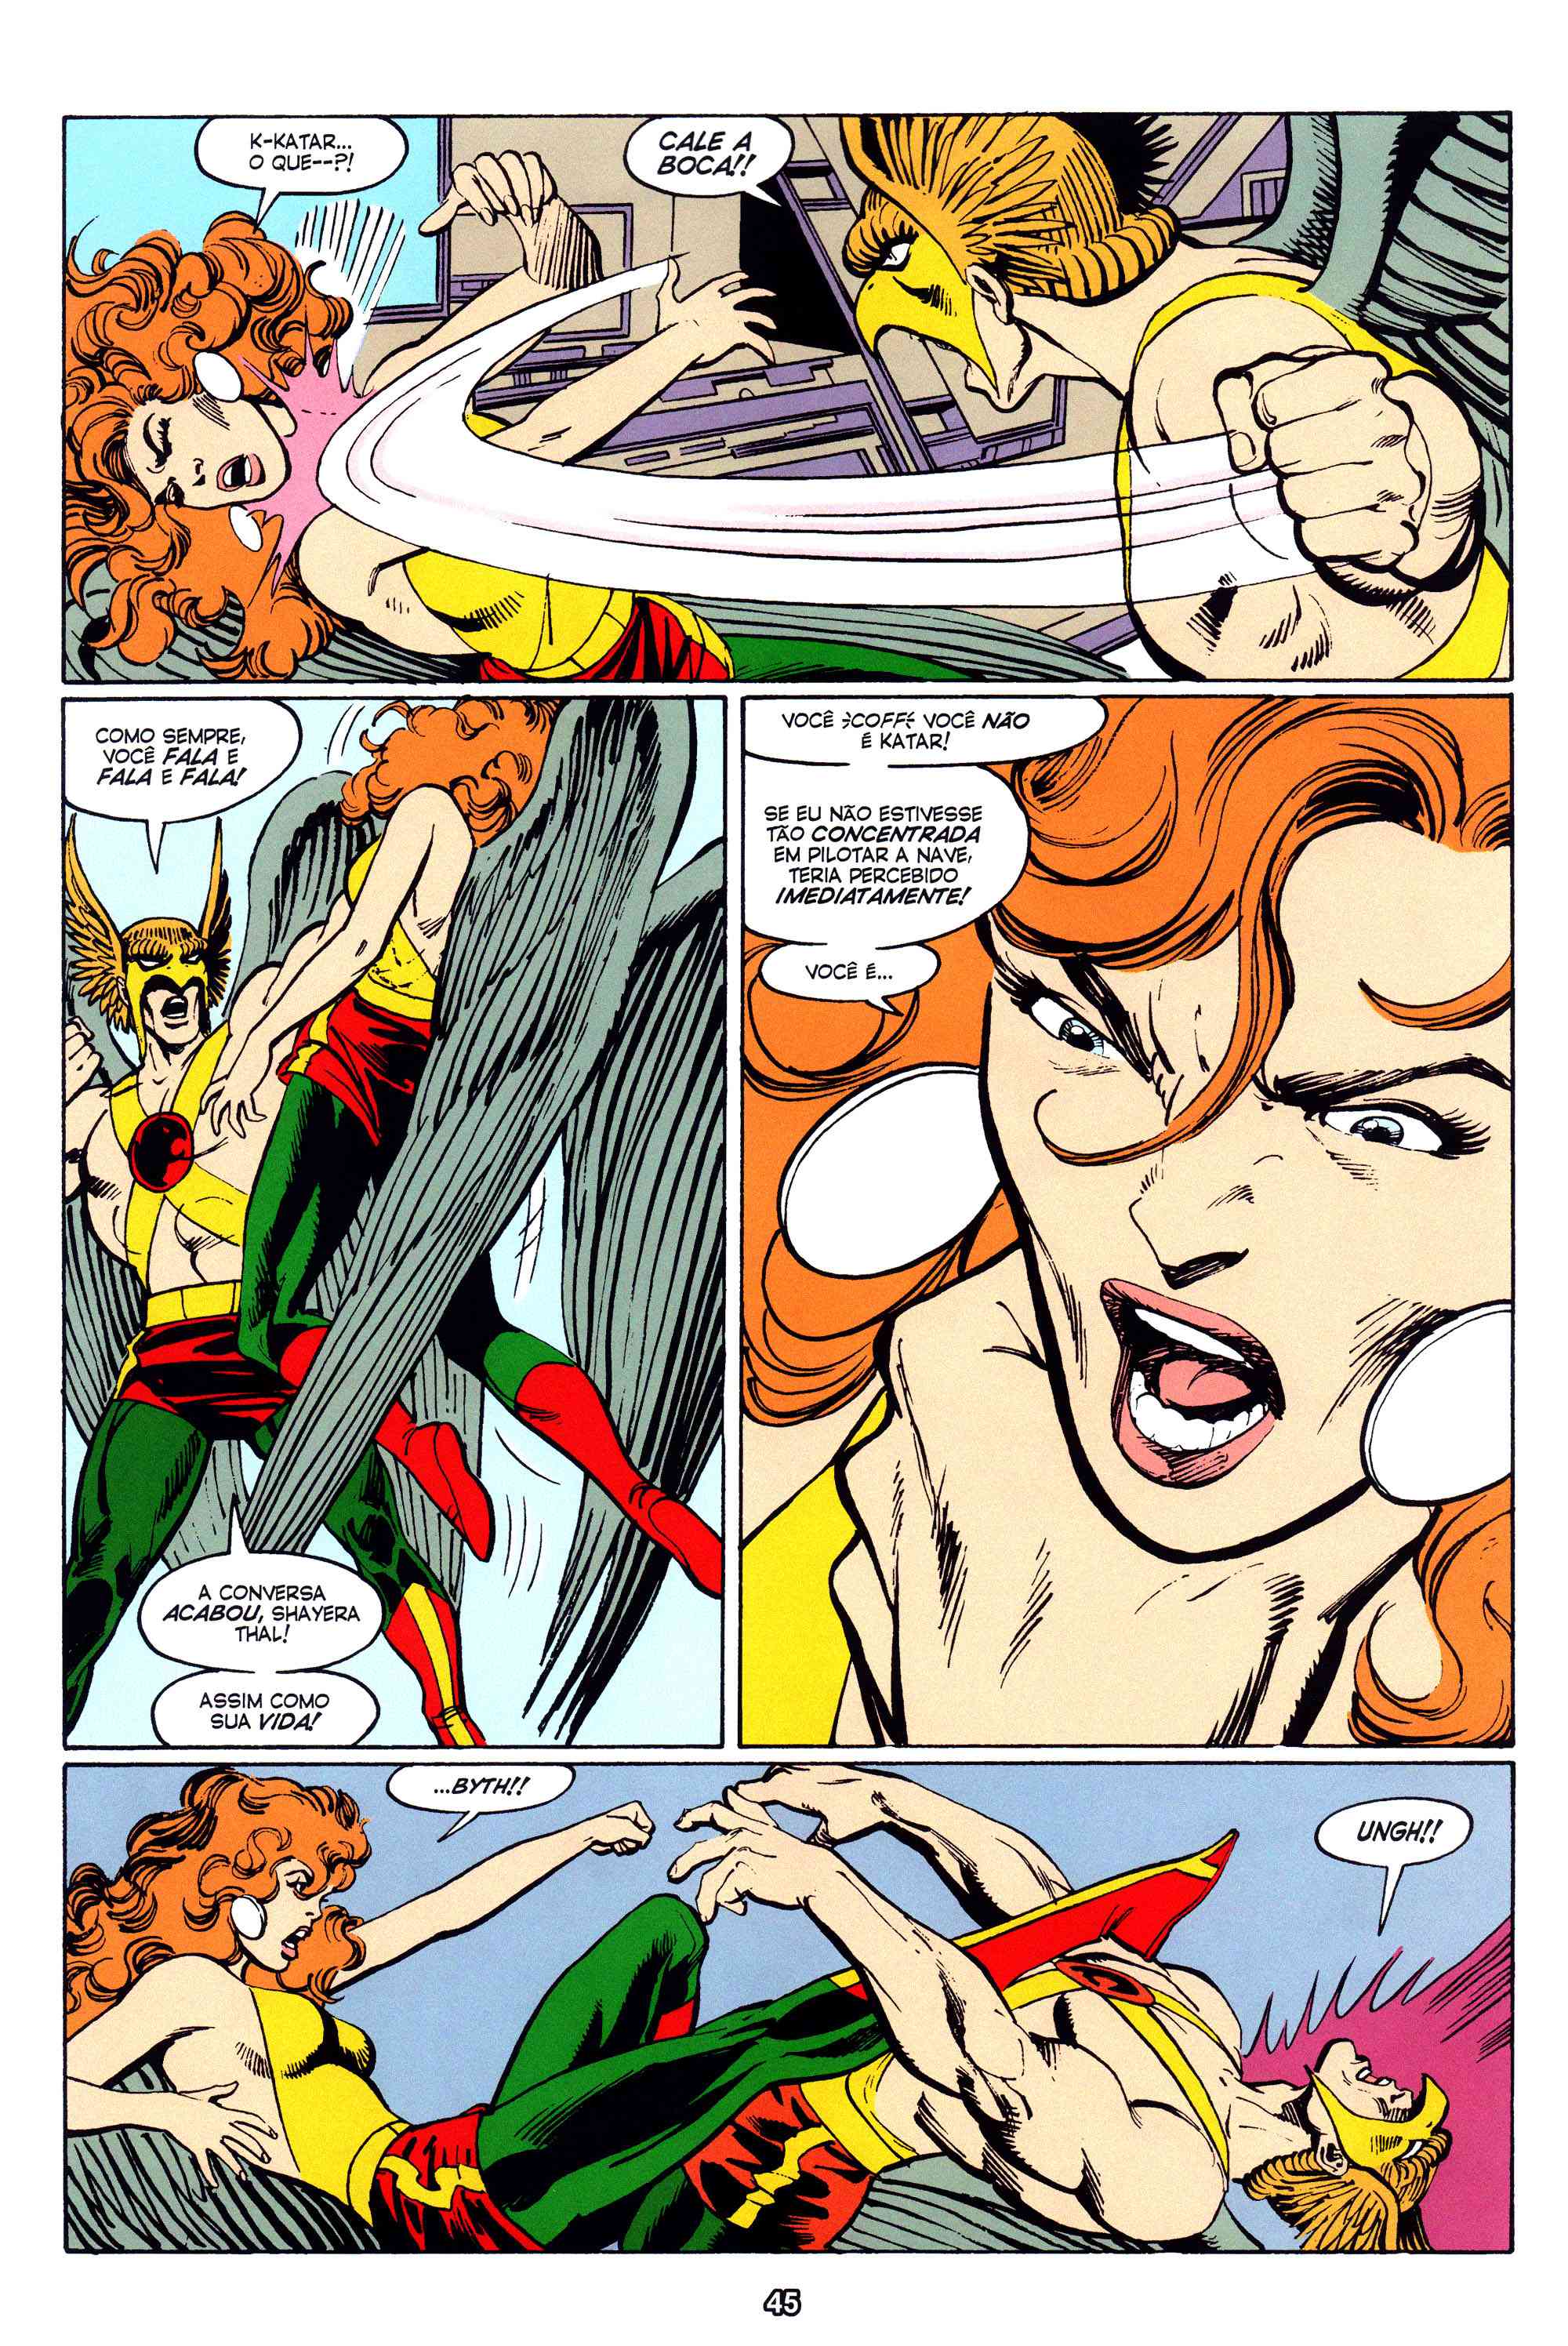 K-KATAR...
O QUE--?!
CALE A
BOCA!!
COMO SEMPRE,
VOCÊ FALA E
FALA E FALA!
A CONVERSA
ACABOU, SHAYERA
THAL!
ASSIM COMO
SUA VIDA!
VOCÊ >COFF< VOCÊ NÃO
É KATAR!
SE EU NÃO ESTIVESSE
TÃO CONCENTRADA
EM PILOTAR A NAVE,
TERIA PERCEBIDO
IMEDIATAMENTE!
VOCÊ É...
...BYTH!!
UNGH!!
45